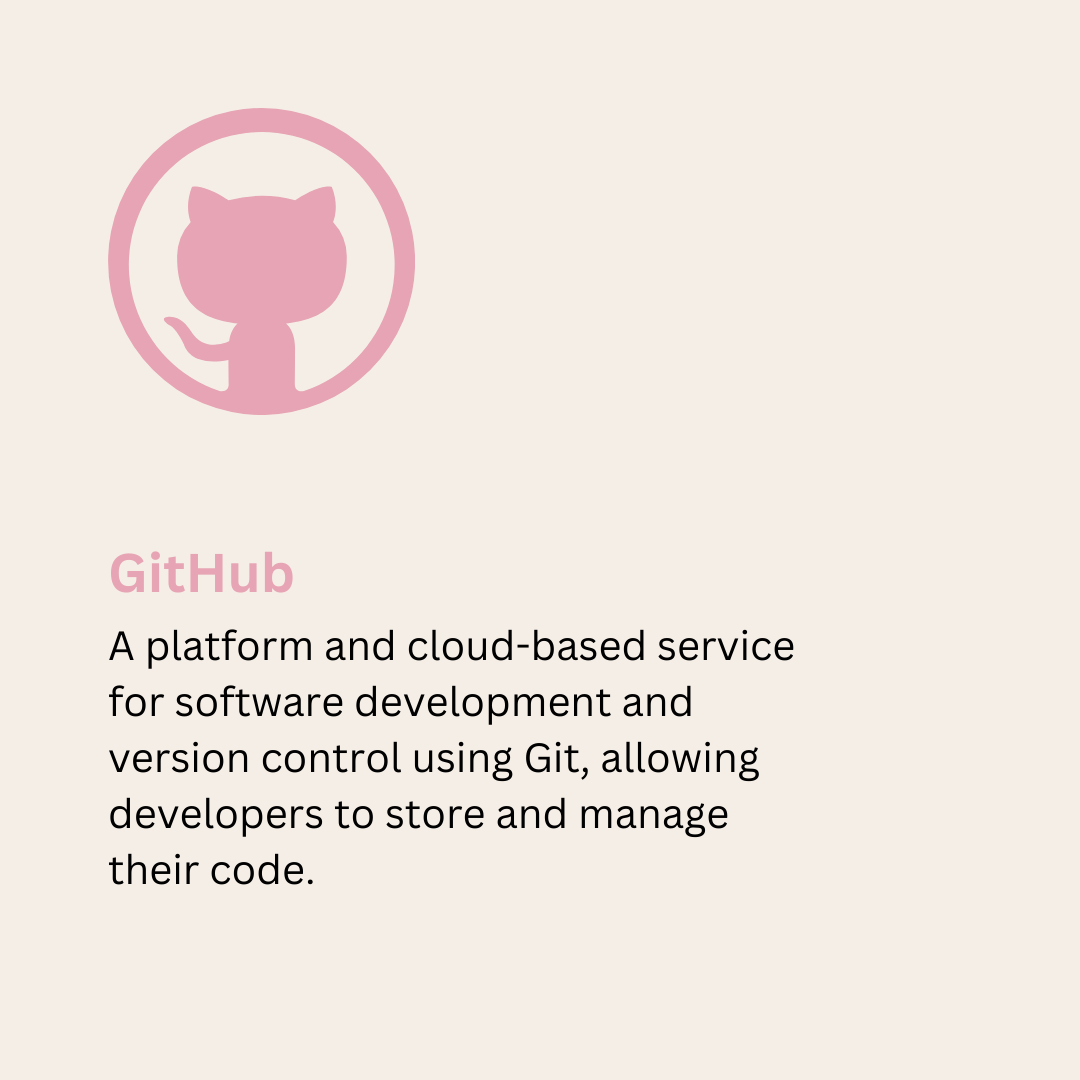 GitHub
A platform and cloud-based service
for software development and
version control using Git, allowing
developers to store and manage
their code.